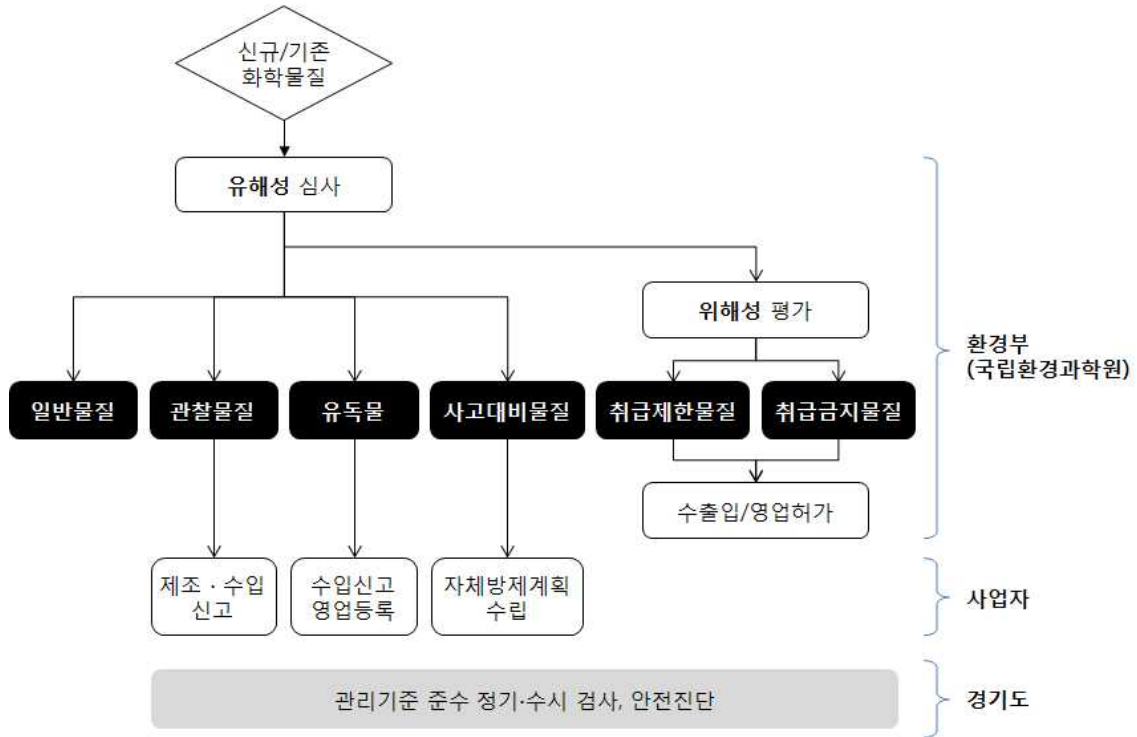 신규/기존
화학물질
유해성 심사
위해성 평가
환경부
(국립환경과학원)
일반물질
관찰물질
유독물
사고대비물질
취급제한물질
취급금지물질
수출입/영업허가
제조 · 수입
신고
수입신고
영업등록
자체방제계획
수립
사업자
관리기준 준수 정기·수시 검사, 안전진단
경기도